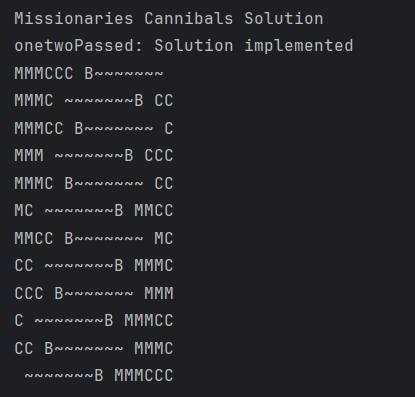 Missionaries Cannibals Solution
onetwoPassed: Solution implemented
MMMCCC B~~~~~~~
MMMC ~~~~~~~B CC
MMMCC B~~~~~~~ C
MMM ~~~~~~~B CCC
MMMC B~~~~~~~ CC
MC ~~~~~~~B MMCC
MMCC B~~~~~~~ MC
CC ~~~~~~~B MMMC
CCC B~~~~~~~ MMM
C ~~~~~~~B MMMCC
CC B~~~~~~~ MMMC
 ~~~~~~~B MMMCCC